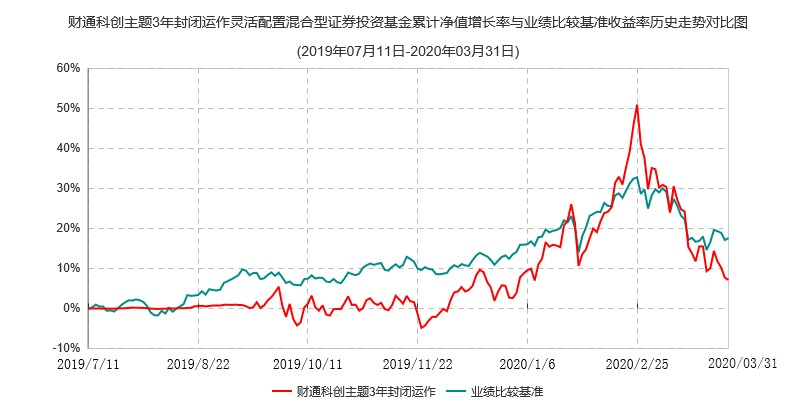 财通科创主题3年封闭运作灵活配置混合型证券投资基金累计净值增长率与业绩比较基准收益率历史走势对比图
(2019年07月11日-2020年03月31日)
60%
50%
40%
30%
20%
10%
0%
-10%
2019/7/11 2019/8/22 2019/10/11 2019/11/22 2020/1/6 2020/2/25 2020/03/31
财通科创主题3年封闭运作 业绩比较基准